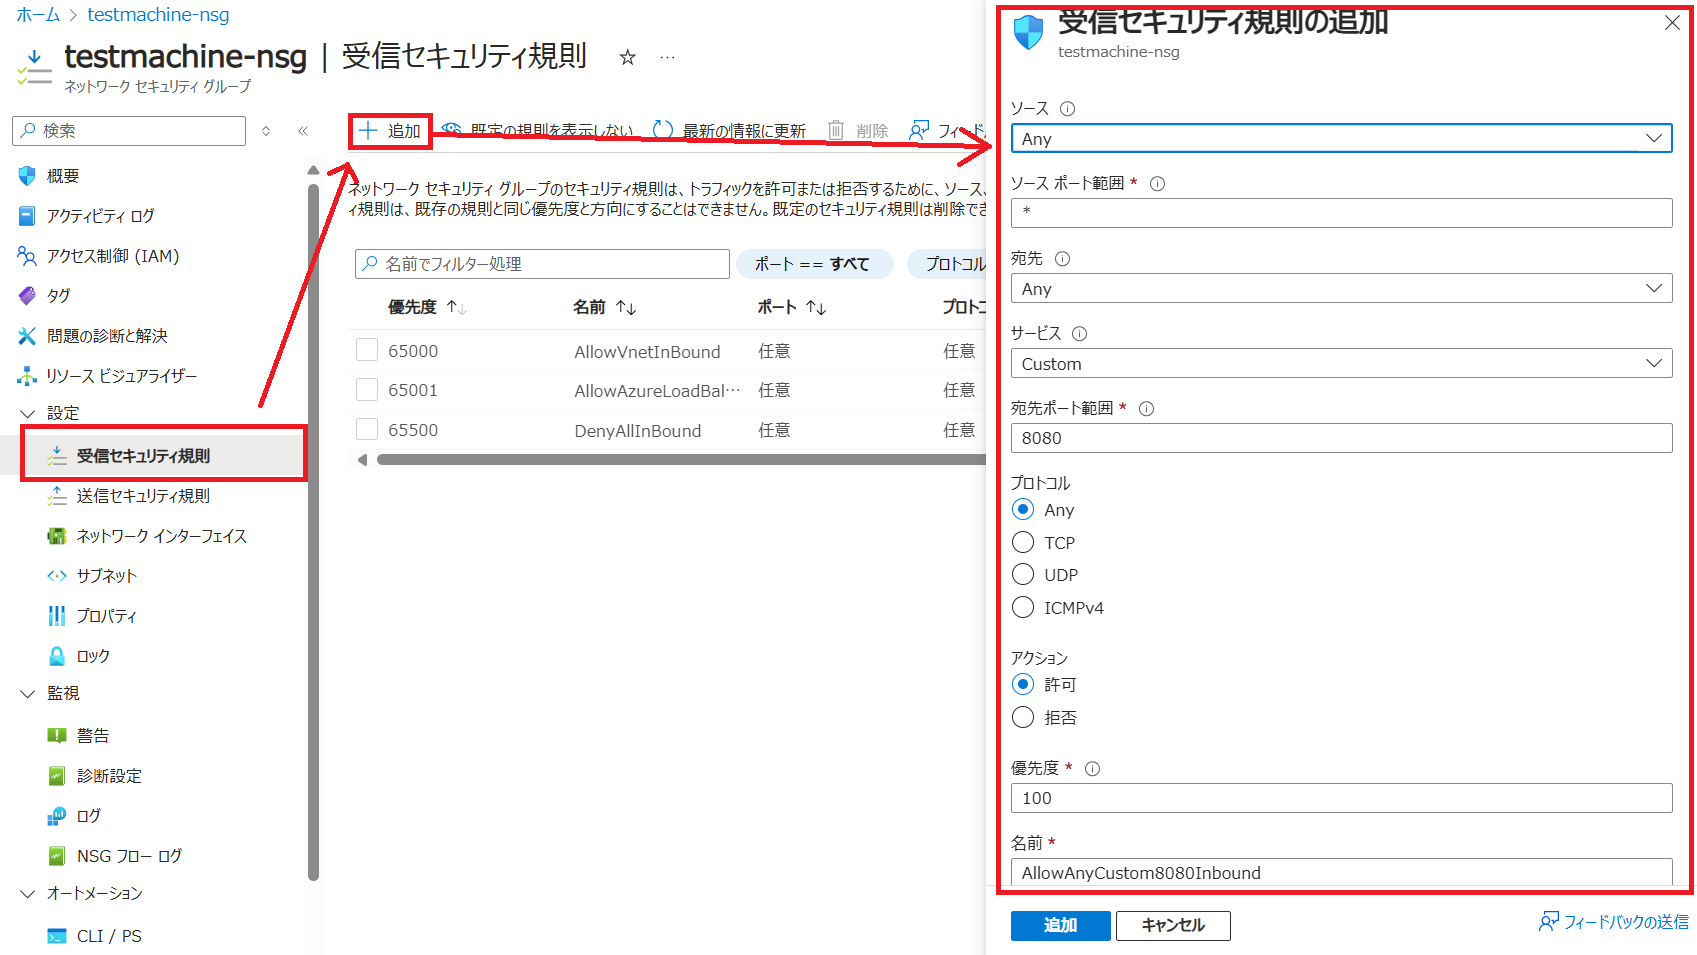 ホーム > testmachine-nsg
testmachine-nsg | 受信セキュリティ規則
ネットワーク セキュリティ グループ
検索
概要
アクティビティ ログ
アクセス制御 (IAM)
タグ
問題の診断と解決
リソース ビジュアライザー
設定
受信セキュリティ規則
送信セキュリティ規則
ネットワーク インターフェイス
サブネット
プロパティ
ロック
監視
警告
診断設定
ログ
NSG フロー ログ
オートメーション
CLI / PS
追加 既定の規則を表示しない 最新の情報に更新 削除
ネットワーク セキュリティ グループのセキュリティ規則は、トラフィックを許可または拒否するために、ソース、
ィ規則は、既存の規則と同じ優先度と方向にすることはできません。既定のセキュリティ規則は削除でき
名前でフィルター処理 ポート == すべて プロトコル
優先度 名前 ポート プロトコ
65000 AllowVnetInBound 任意 任意
65001 AllowAzureLoadBal… 任意 任意
65500 DenyAllInBound 任意 任意
受信セキュリティ規則の追加
testmachine-nsg
ソース
Any
ソース ポート範囲 *
*
宛先
Any
サービス
Custom
宛先ポート範囲 *
8080
プロトコル
Any
TCP
UDP
ICMPv4
アクション
許可
拒否
優先度 *
100
名前 *
AllowAnyCustom8080Inbound
追加 キャンセル フィードバックの送信